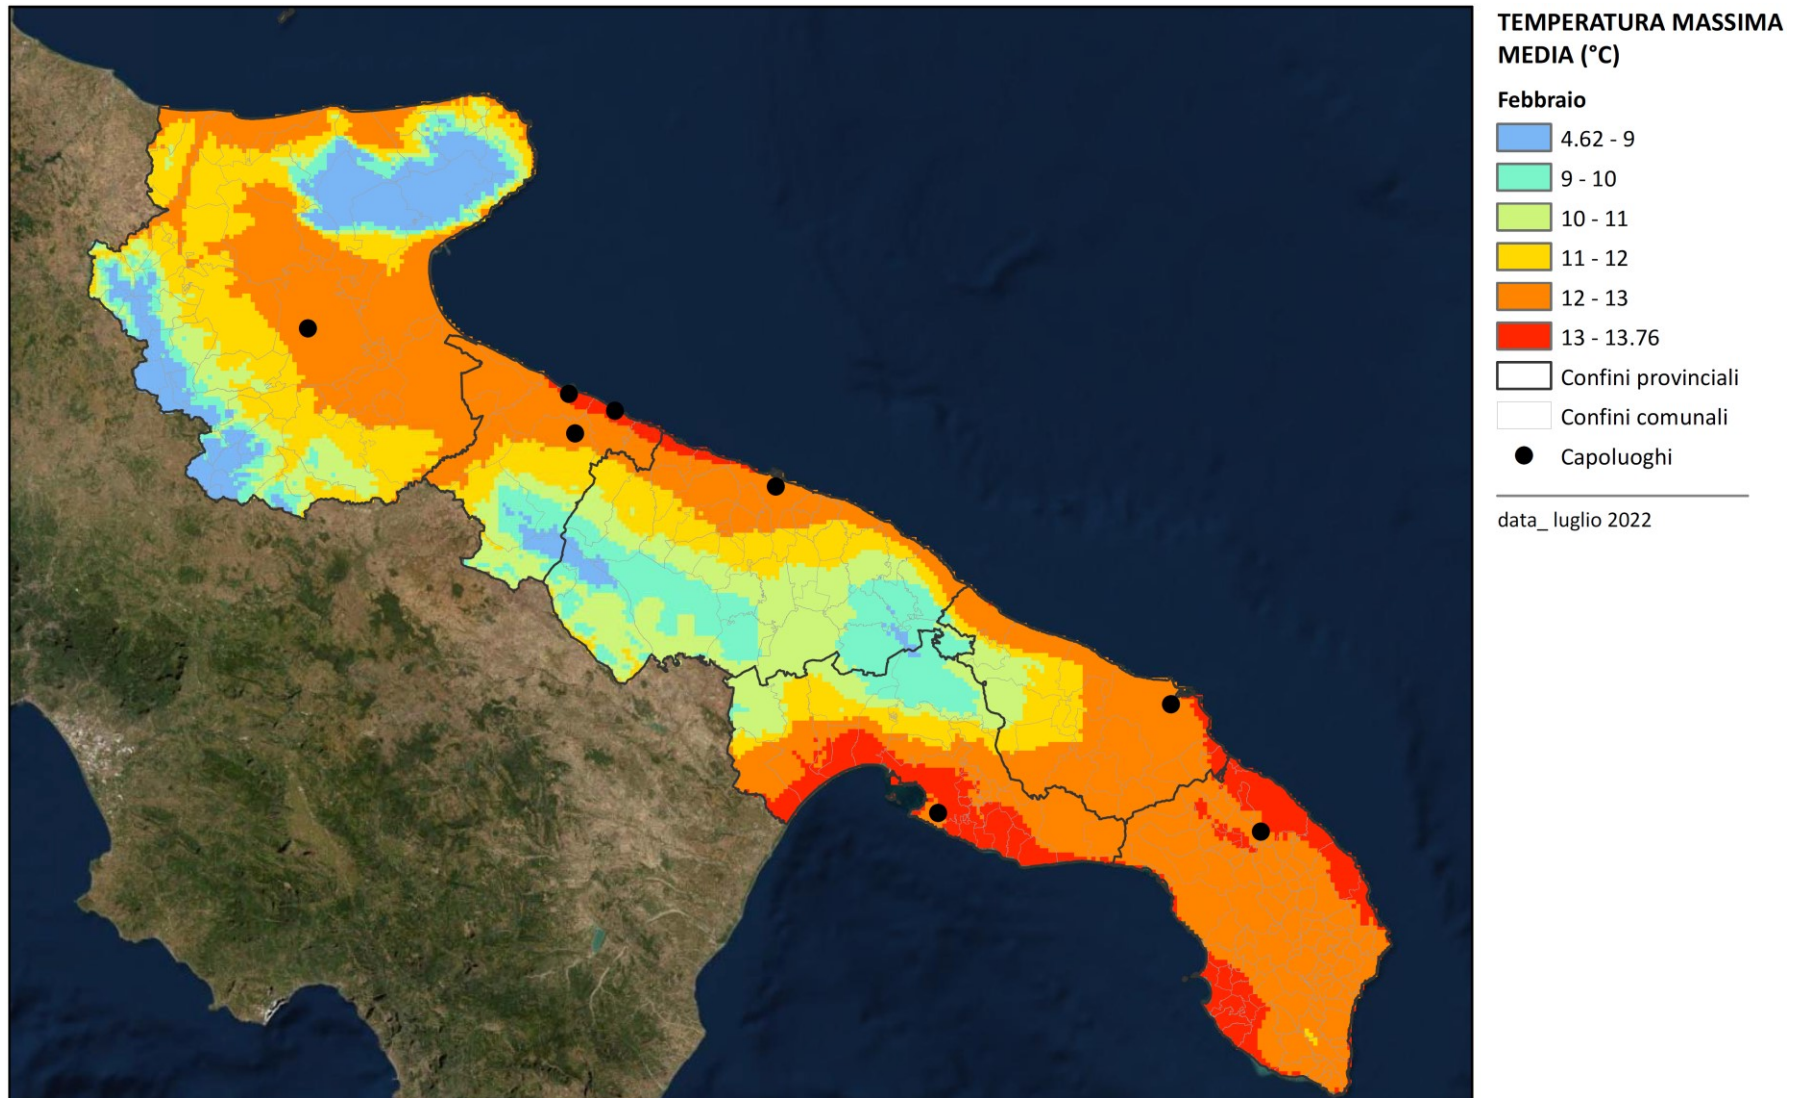 TEMPERATURA MASSIMA
MEDIA (°C)
Febbraio
4.62 - 9
9 - 10
10 - 11
11 - 12
12 - 13
13 - 13.76
Confini provinciali
Confini comunali
Capoluoghi
data_ luglio 2022